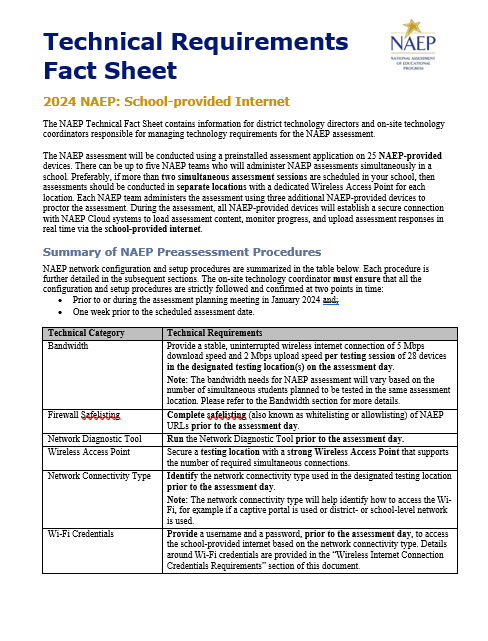 Technical Requirements
Fact Sheet
NAEP
NATIONAL ASSESSMENT
OF EDUCATIONAL
PROGRESS
2024 NAEP: School-provided Internet
The NAEP Technical Fact Sheet contains information for district technology directors and on-site technology
coordinators responsible for managing technology requirements for the NAEP assessment.
The NAEP assessment will be conducted using a preinstalled assessment application on 25 NAEP-provided
devices. There can be up to five NAEP teams who will administer NAEP assessments simultaneously in a
school. Preferably, if more than two simultaneous assessment sessions are scheduled in your school, then
assessments should be conducted in separate locations with a dedicated Wireless Access Point for each
location. Each NAEP team administers the assessment using three additional NAEP-provided devices to
proctor the assessment. During the assessment, all NAEP-provided devices will establish a secure connection
with NAEP Cloud systems to load assessment content, monitor progress, and upload assessment responses in
real time via the school-provided internet.
Summary of NAEP Preassessment Procedures
NAEP network configuration and setup procedures are summarized in the table below. Each procedure is
further detailed in the subsequent sections. The on-site technology coordinator must ensure that all the
configuration and setup procedures are strictly followed and confirmed at two points in time:
• Prior to or during the assessment planning meeting in January 2024 and;
• One week prior to the scheduled assessment date.
Technical Category
Technical Requirements
Bandwidth
Provide a stable, uninterrupted wireless internet connection of 5 Mbps
download speed and 2 Mbps upload speed per testing session of 28 devices
in the designated testing location(s) on the assessment day.
Note: The bandwidth needs for NAEP assessment will vary based on the
number of simultaneous students planned to be tested in the same assessment
location. Please refer to the Bandwidth section for more details.
Firewall Safelisting
Complete safelisting (also known as whitelisting or allowlisting) of NAEP
URLs prior to the assessment day.
Network Diagnostic Tool
Run the Network Diagnostic Tool prior to the assessment day.
Wireless Access Point
Secure a testing location with a strong Wireless Access Point that supports
the number of required simultaneous connections.
Network Connectivity Type
Identify the network connectivity type used in the designated testing location
prior to the assessment day.
Note: The network connectivity type will help identify how to access the Wi-
Fi, for example if a captive portal is used or district- or school-level network
is used.
Wi-Fi Credentials
Provide a username and a password, prior to the assessment day, to access
the school-provided internet based on the network connectivity type. Details
around Wi-Fi credentials are provided in the “Wireless Internet Connection
Credentials Requirements” section of this document.